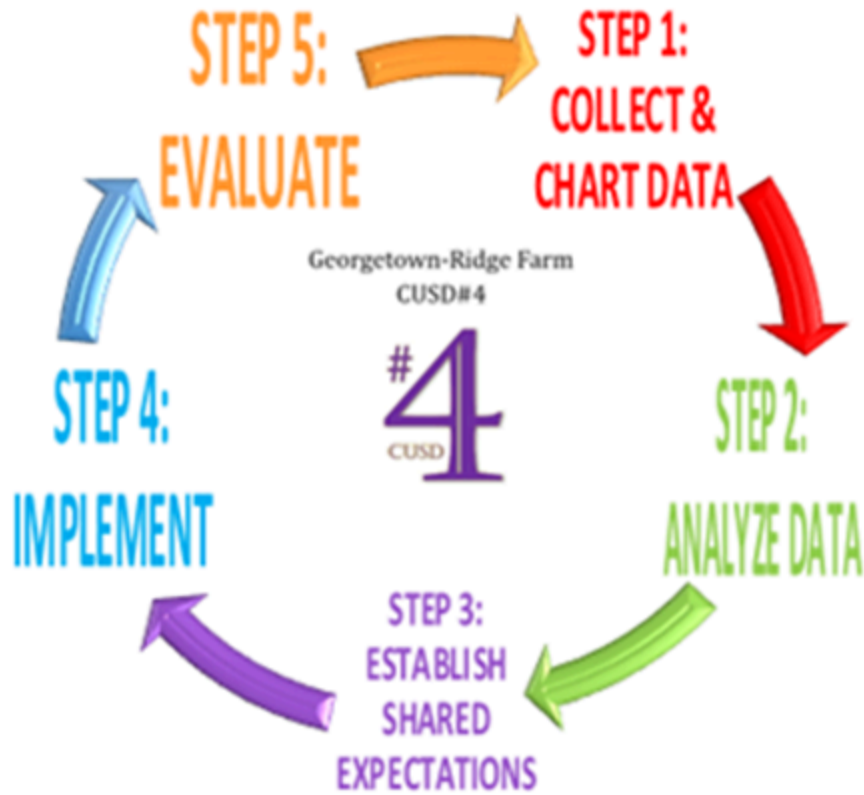 STEP 5:
EVALUATE
STEP 1:
COLLECT &
CHART DATA
Georgetown-Ridge Farm
CUSD#4
#4
CUSD
STEP 4:
IMPLEMENT
STEP 2:
ANALYZE DATA
STEP 3:
ESTABLISH
SHARED
EXPECTATIONS